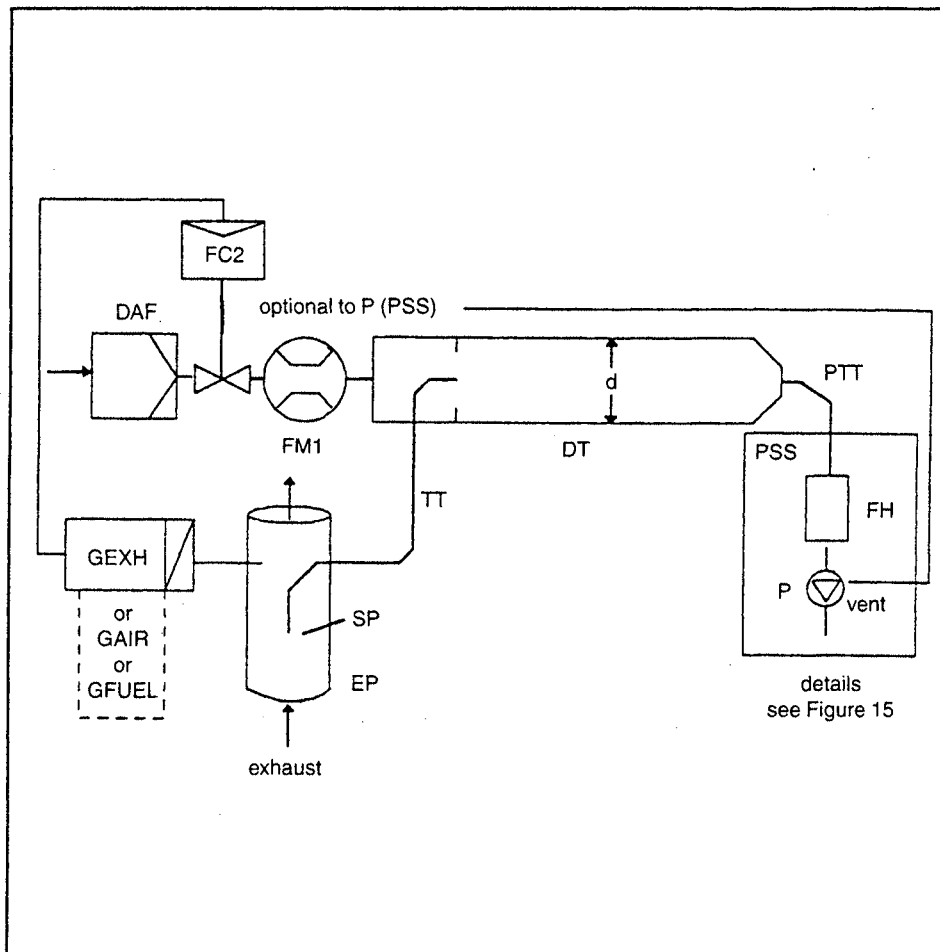 FC2
DAF
optional to P (PSS)
d
PTT
FM1
DT
PSS
TT
FH
GEXH
P
vent
or
GAIR
or
GFUEL
SP
EP
details
see Figure 15
exhaust